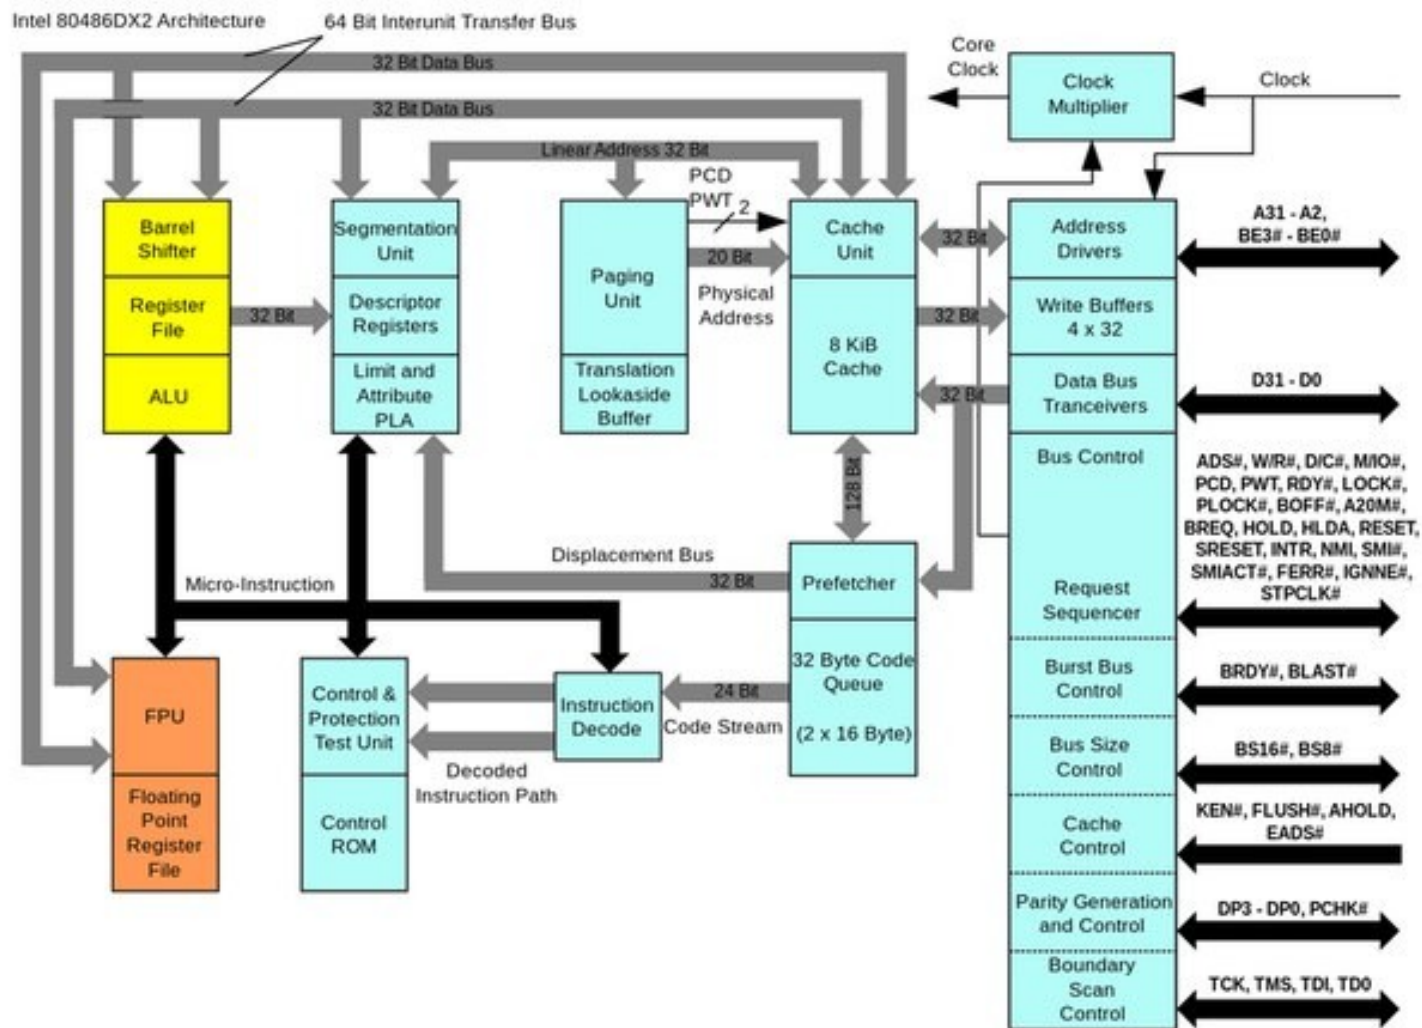 Intel 80486DX2 Architecture
64 Bit Interunit Transfer Bus
32 Bit Data Bus
32 Bit Data Bus
Linear Address 32 Bit
PCD
PWT
2
Core
Clock
Clock
Multiplier
Clock
Barrel
Shifter
Register
File
ALU
32 Bit
Segmentation
Unit
Descriptor
Registers
Limit and
Attribute
PLA
Paging
Unit
Translation
Lookaside
Buffer
20 Bit
Physical
Address
Cache
Unit
8 KiB
Cache
32 Bit
32 Bit
32 Bit
128 Bit
Address
Drivers
Write Buffers
4 x 32
Data Bus
Tranceivers
Bus Control
Request
Sequencer
Burst Bus
Control
Bus Size
Control
Cache
Control
Parity Generation
and Control
Boundary
Scan
Control
A31 - A2,
BE3# - BE0#
D31 - D0
ADS#, W/R#, D/C#, M/IO#,
PCD, PWT, RDY#, LOCK#,
PLOCK#, BOFF#, A20M#,
BREQ, HOLD, HLDA, RESET,
SRESET, INTR, NMI, SMI#,
SMIACT#, FERR#, IGNNE#,
STPCLK#
BRDY#, BLAST#
BS16#, BS8#
KEN#, FLUSH#, AHOLD,
EADS#
DP3 - DP0, PCHK#
TCK, TMS, TDI, TD0
Displacement Bus
32 Bit
Micro-Instruction
Prefetcher
32 Byte Code
Queue
(2 x 16 Byte)
24 Bit
Code Stream
Instruction
Decode
Decoded
Instruction Path
Control &
Protection
Test Unit
Control
ROM
FPU
Floating
Point
Register
File